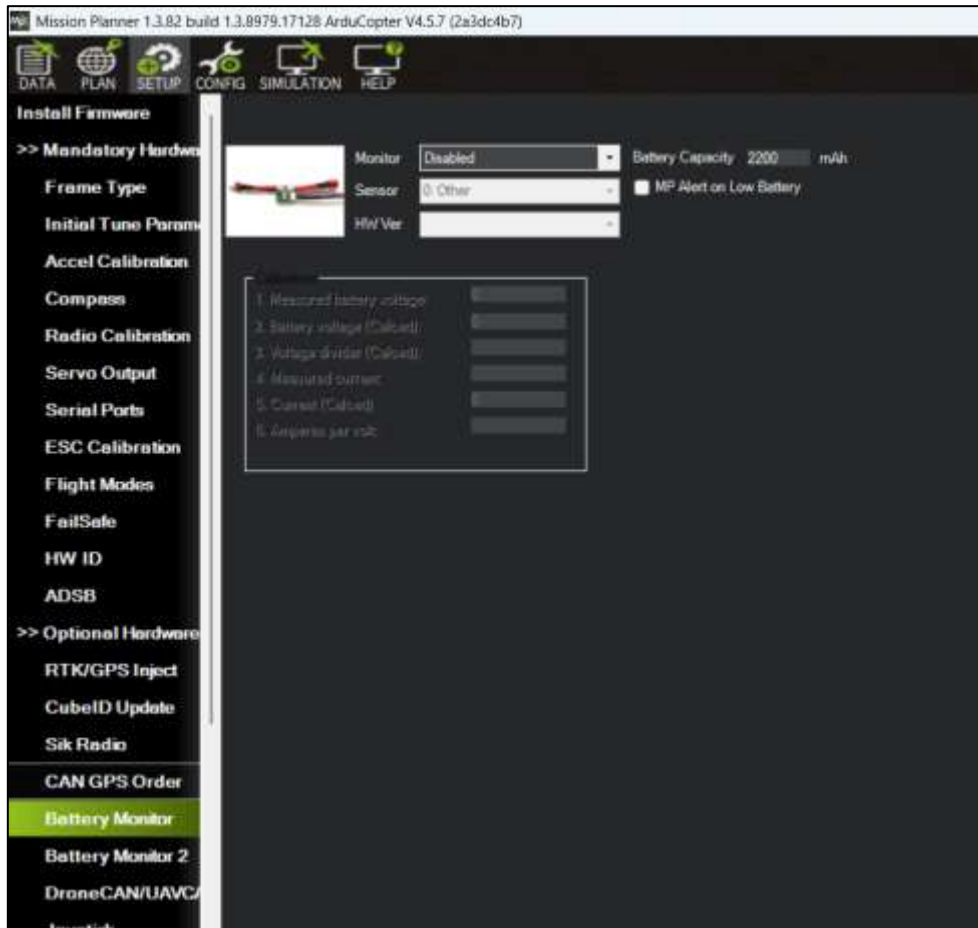 Mission Planner 1.3.82 build 1.3.8979.17128 ArduCopter V4.5.7 (2a3dc4b7)
DATA PLAN SETUP CONFIG SIMULATION HELP
Install Firmware
>> Mandatory Hardwa
Frame Type
Initial Tune Param
Accel Calibration
Compass
Radio Calibration
Servo Output
Serial Ports
ESC Calibration
Flight Modes
FailSafe
HW ID
ADSB
>> Optional Hardware
RTK/GPS Inject
CubeID Update
Sik Radio
CAN GPS Order
Battery Monitor
Battery Monitor 2
DroneCAN/UAVCA
Joystick
Monitor Disabled Battery Capacity 2200 mAh
Sensor 0: Other MP Alert on Low Battery
HW Ver
1. Measured battery voltage:
2. Battery voltage (Calced):
3. Voltage divider (Calced):
4. Measured current:
5. Current (Calced):
6. Amperes per volt: